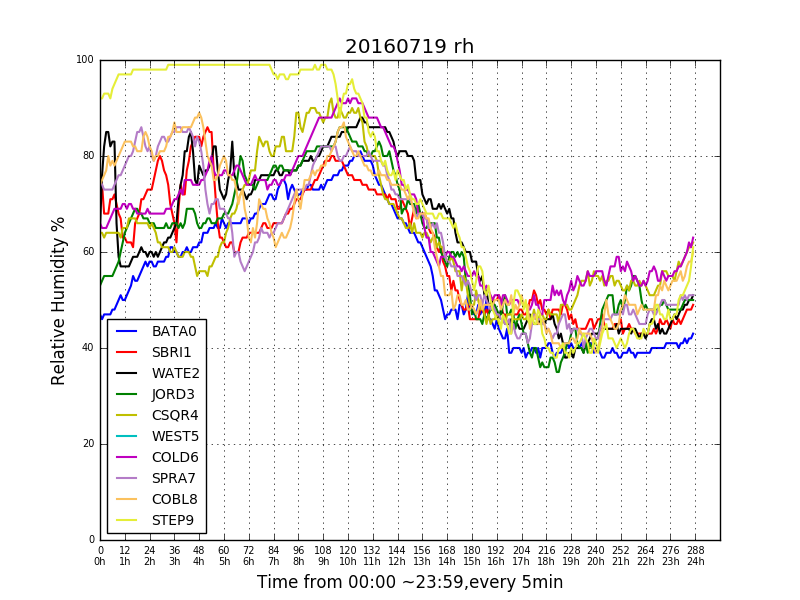 20160719 rh
Relative Humidity %
100
80
60
40
20
0
BATA0
SBRI1
WATE2
JORD3
CSQR4
WEST5
COLD6
SPRA7
COBL8
STEP9
0 12 24 36 48 60 72 84 96 108 120 132 144 156 168 180 192 204 216 228 240 252 264 276 288
0h 1h 2h 3h 4h 5h 6h 7h 8h 9h 10h 11h 12h 13h 14h 15h 16h 17h 18h 19h 20h 21h 22h 23h 24h
Time from 00:00 ~23:59,every 5min